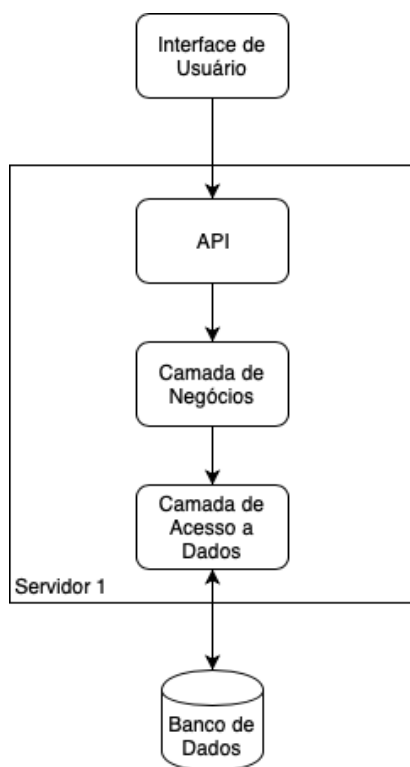 Interface de
Usuário
API
Camada de
Negócios
Camada de
Acesso a
Dados
Servidor 1
Banco de
Dados